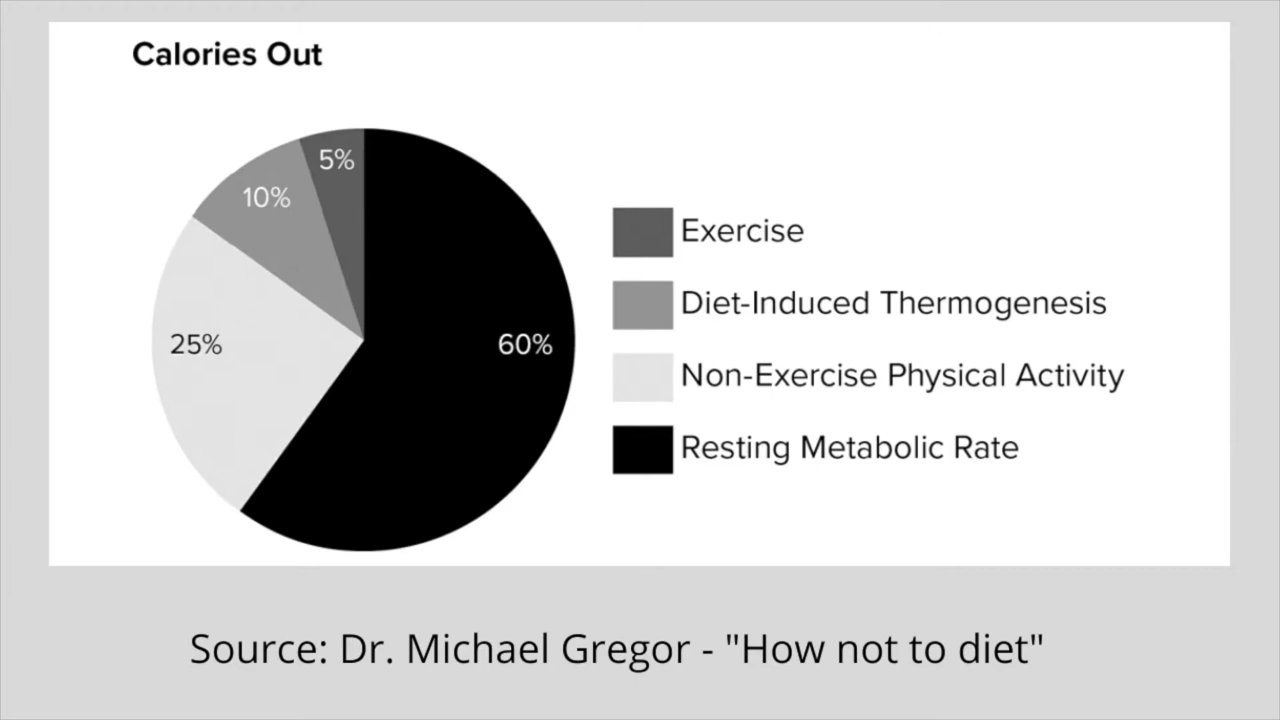 Calories Out
5%
10%
25%
60%
Exercise
Diet-Induced Thermogenesis
Non-Exercise Physical Activity
Resting Metabolic Rate
Source: Dr. Michael Gregor - "How not to diet"